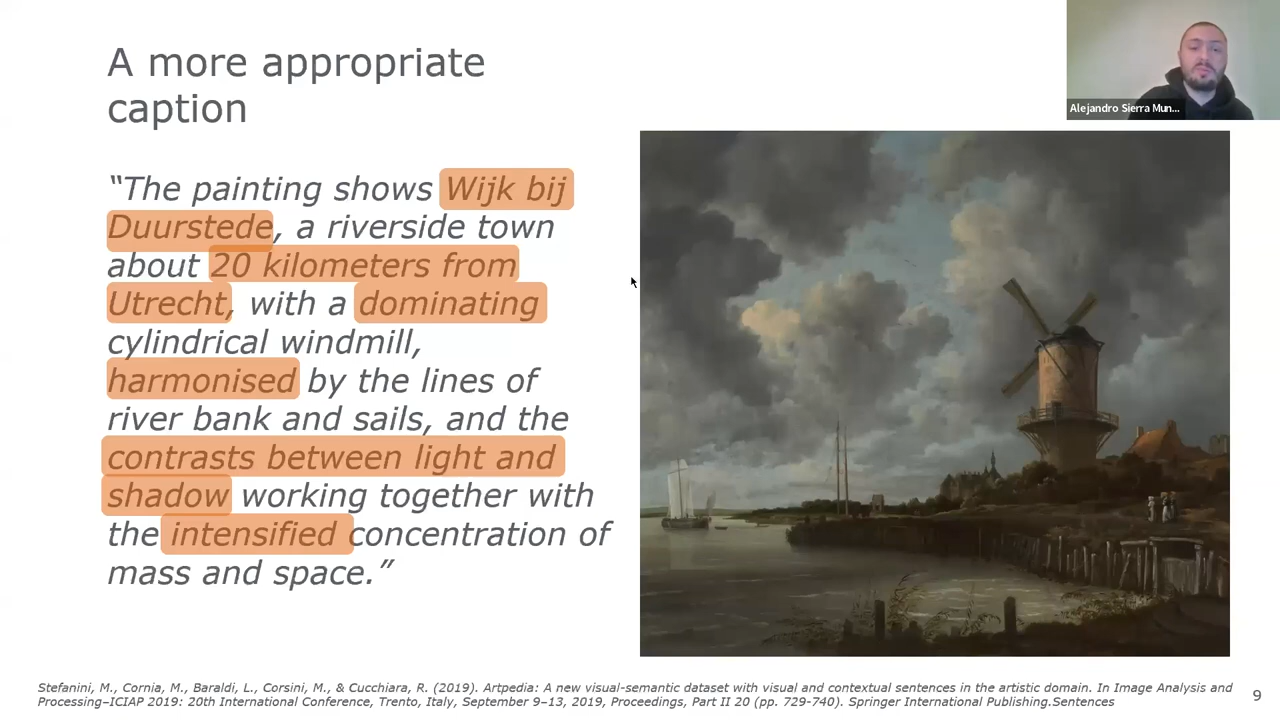 A more appropriate
caption
Alejandro Sierra Mun...
“The painting shows Wijk bij
Duurstede, a riverside town
about 20 kilometers from
Utrecht, with a dominating
cylindrical windmill,
harmonised by the lines of
river bank and sails, and the
contrasts between light and
shadow working together with
the intensified concentration of
mass and space.”
Stefanini, M., Cornia, M., Baraldi, L., Corsini, M., & Cucchiara, R. (2019). Artpedia: A new visual-semantic dataset with visual and contextual sentences in the artistic domain. In Image Analysis and
Processing–ICIAP 2019: 20th International Conference, Trento, Italy, September 9–13, 2019, Proceedings, Part II 20 (pp. 729-740). Springer International Publishing.Sentences
9